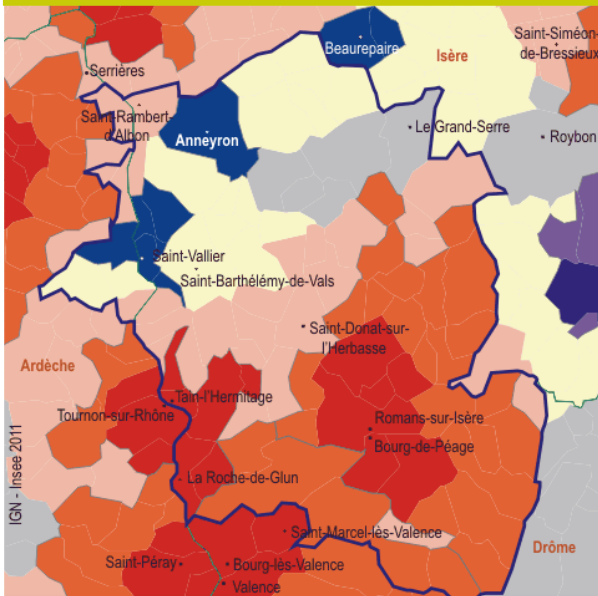 Beaurepaire
Isère
Saint-Siméon-
de-Bressieux
Serrières
Saint-Rambert-
d'Albon
Anneyron
Le Grand-Serre
Roybon
Saint-Vallier
Saint-Barthélémy-de-Vals
Saint-Donat-sur-
l'Herbasse
Ardèche
Tain-l'Hermitage
Tournon-sur-Rhône
Romans-sur-Isère
Bourg-de-Péage
La Roche-de-Glun
IGN - Insee 2011
Saint-Marcel-lès-Valence
Drôme
Saint-Péray
Bourg-lès-Valence
Valence